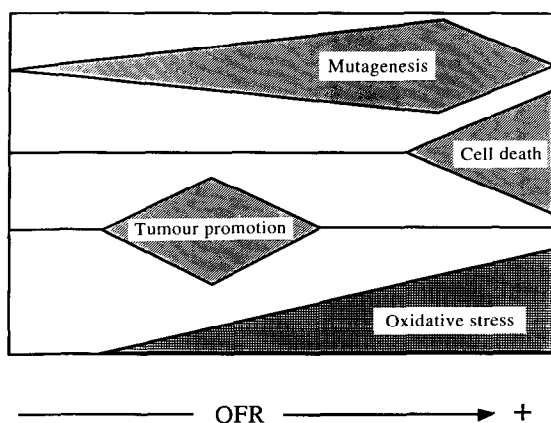 Mutagenesis
Cell death
Tumour promotion
Oxidative stress
OFR +